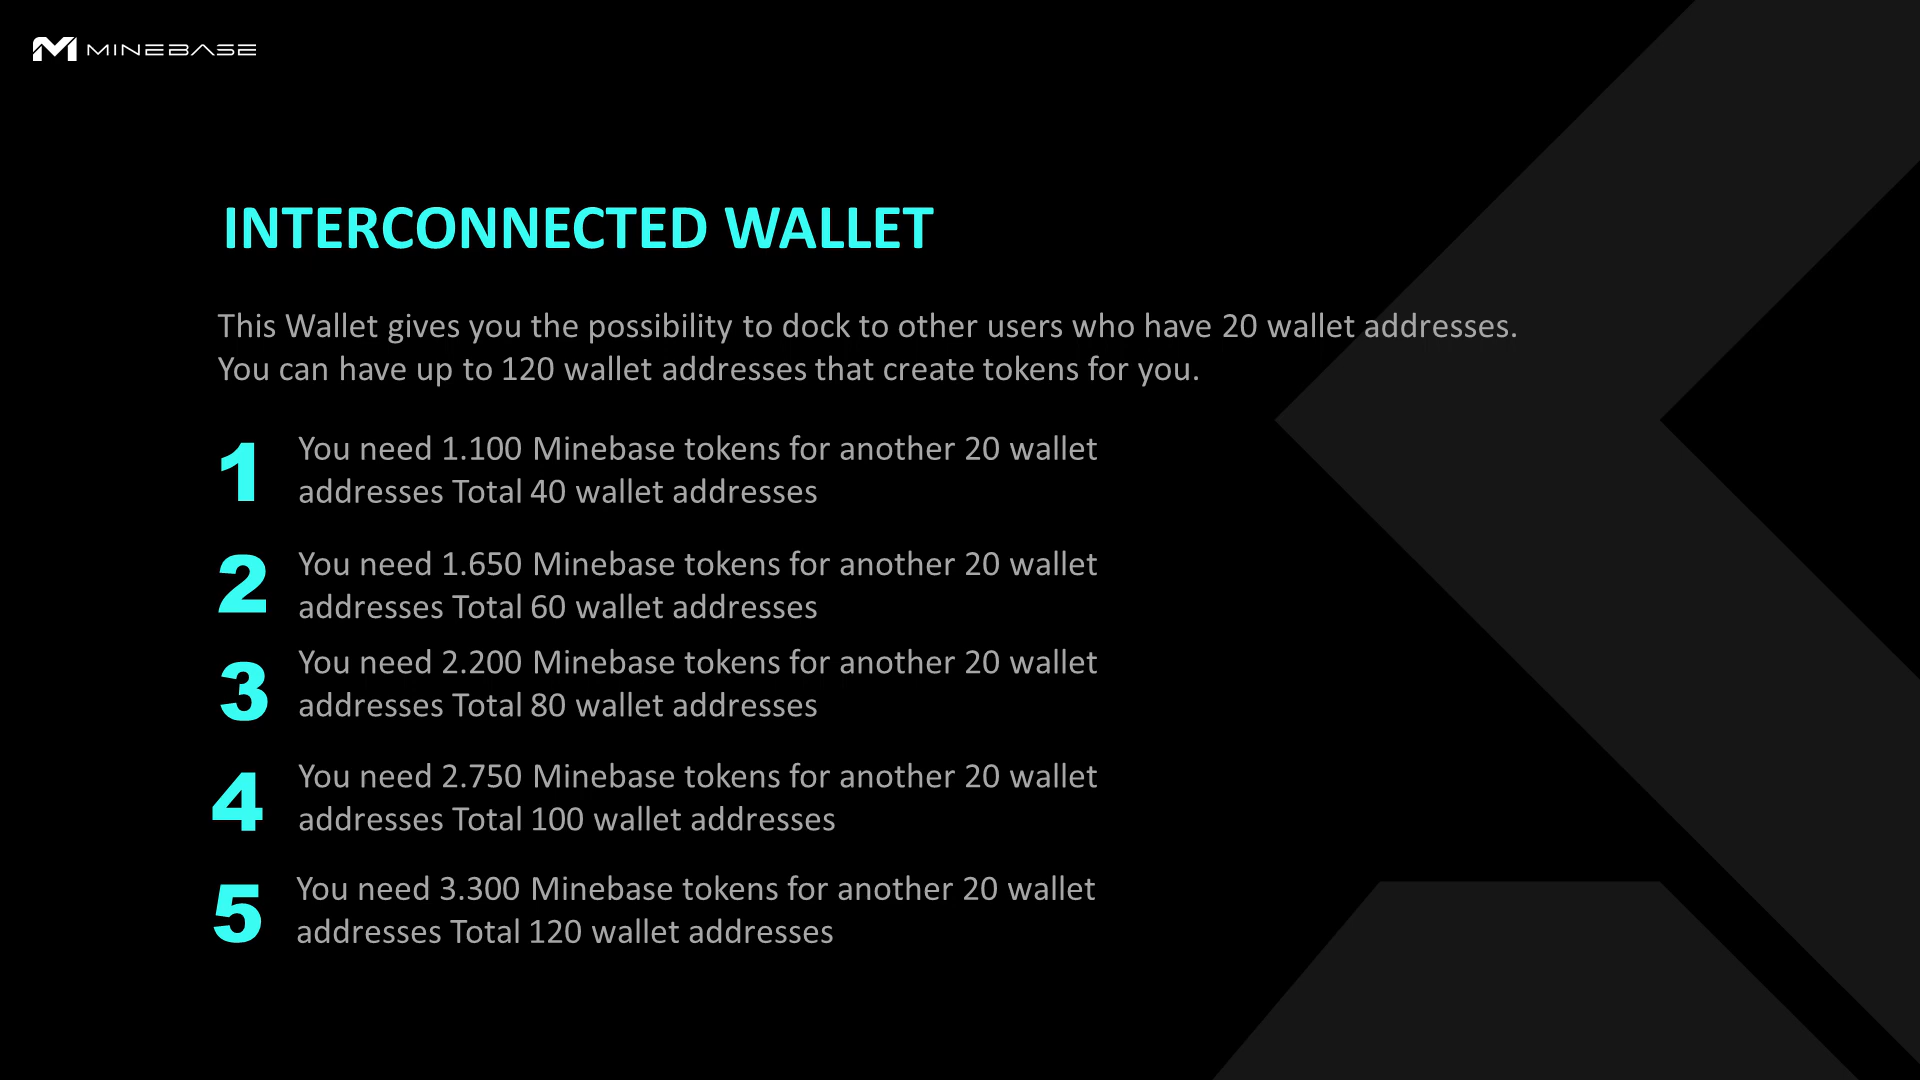 MINEBASE
INTERCONNECTED WALLET
This Wallet gives you the possibility to dock to other users who have 20 wallet addresses.
You can have up to 120 wallet addresses that create tokens for you.
1
You need 1.100 Minebase tokens for another 20 wallet
addresses Total 40 wallet addresses
2
You need 1.650 Minebase tokens for another 20 wallet
addresses Total 60 wallet addresses
3
You need 2.200 Minebase tokens for another 20 wallet
addresses Total 80 wallet addresses
4
You need 2.750 Minebase tokens for another 20 wallet
addresses Total 100 wallet addresses
5
You need 3.300 Minebase tokens for another 20 wallet
addresses Total 120 wallet addresses